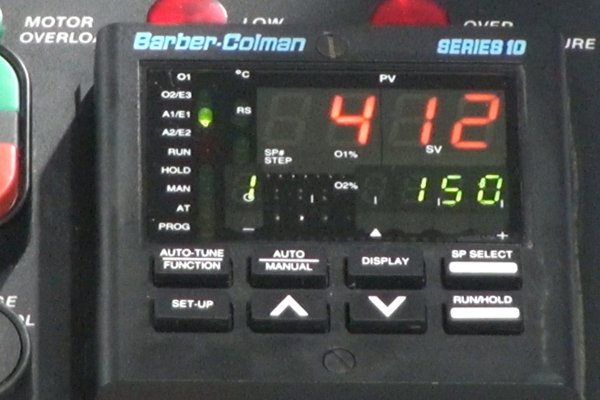 MOTOR
OVERLOA
LOW
OVER
URE
Barber-Colman
SERIES 10
O1
°C
PV
O2/E3
A1/E1
RS
412
A2/E2
RUN
SP#
STEP
O1%
SV
HOLD
MAN
1
O2%
150
AT
PROG
−
+
AUTO-TUNE
FUNCTION
AUTO
MANUAL
DISPLAY
SP SELECT
SET-UP
RUN/HOLD